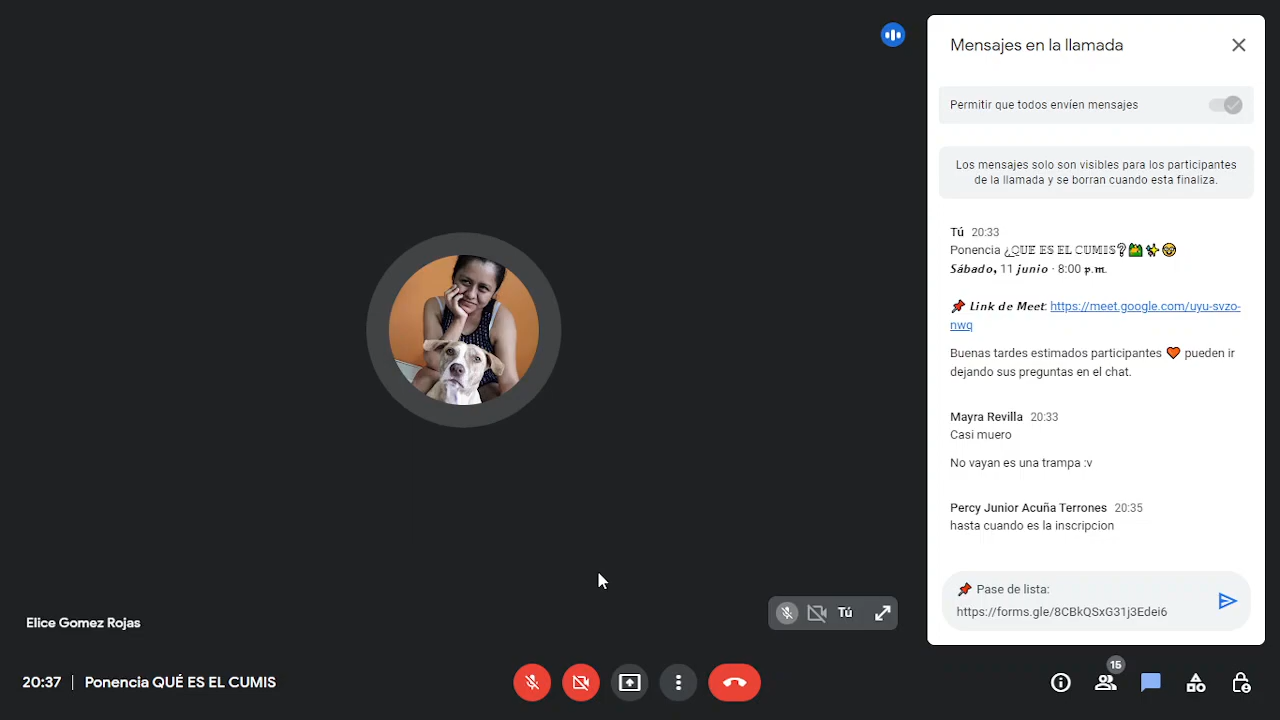 Mensajes en la llamada
Permitir que todos envíen mensajes
Los mensajes solo son visibles para los participantes
de la llamada y se borran cuando esta finaliza.
Tú 20:33
Ponencia ¿ℚ𝕌𝔼 𝔼𝕊 𝔼𝕃 ℂ𝕌𝕄𝕀𝕊❔🏕✨🤓
𝑺á𝒃𝒂𝒅𝒐, 11 𝒋𝒖𝒏𝒊𝒐 · 8:00 𝐩.𝐦.
📌 𝑳𝒊𝒏𝒌 𝒅𝒆 𝑴𝒆𝒆𝒕: https://meet.google.com/uyu-svzo-
nwq
Buenas tardes estimados participantes 🧡 pueden ir
dejando sus preguntas en el chat.
Mayra Revilla 20:33
Casi muero
No vayan es una trampa :v
Percy Junior Acuña Terrones 20:35
hasta cuando es la inscripcion
📌 Pase de lista:
https://forms.gle/8CBkQSxG31j3Edei6
Tú
Elice Gomez Rojas
20:37 | Ponencia QUÉ ES EL CUMIS
15